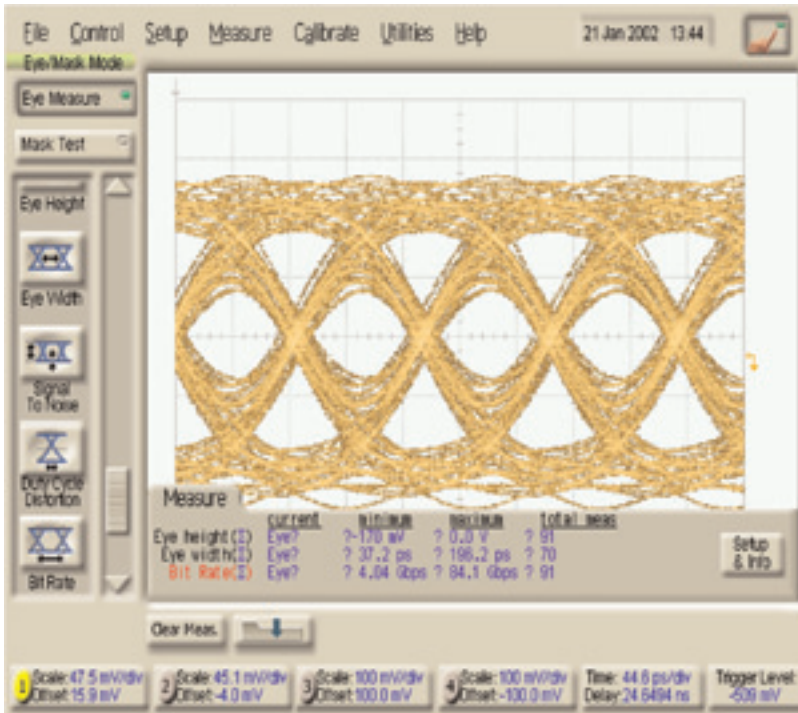 File Control Setup Measure Calibrate Utilities Help 21 Jan 2002 13:44
Eye/Mask Mode
Eye Measure
Mask Test
Eye Height
Eye Width
Signal
To Noise
Duty Cycle
Distortion
Bit Rate
Measure
current minimum maximum total meas
Eye height(I) Eye? ?-170 mV ? 0.0 V ? 91
Eye width(I) Eye? ? 37.2 ps ? 196.2 ps ? 70
Bit Rate(I) Eye? ? 4.04 Gbps ? 84.1 Gbps ? 91
Setup
& Info
Clear Meas.
1 Scale: 47.5 mV/div
Offset: 15.9 mV
2 Scale: 45.1 mV/div
Offset: -4.0 mV
3 Scale: 100 mV/div
Offset: 100.0 mV
4 Scale: 100 mV/div
Offset: -100.0 mV
Time: 44.6 ps/div
Delay: 24.6494 ns
Trigger Level:
-509 mV